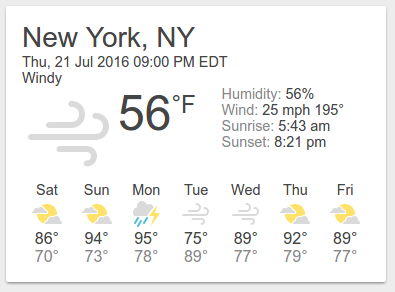 New York, NY
Thu, 21 Jul 2016 09:00 PM EDT
Windy
56°F
Humidity: 56%
Wind: 25 mph 195°
Sunrise: 5:43 am
Sunset: 8:21 pm
Sat Sun Mon Tue Wed Thu Fri
86° 94° 95° 75° 89° 92° 89°
70° 73° 78° 89° 77° 79° 77°